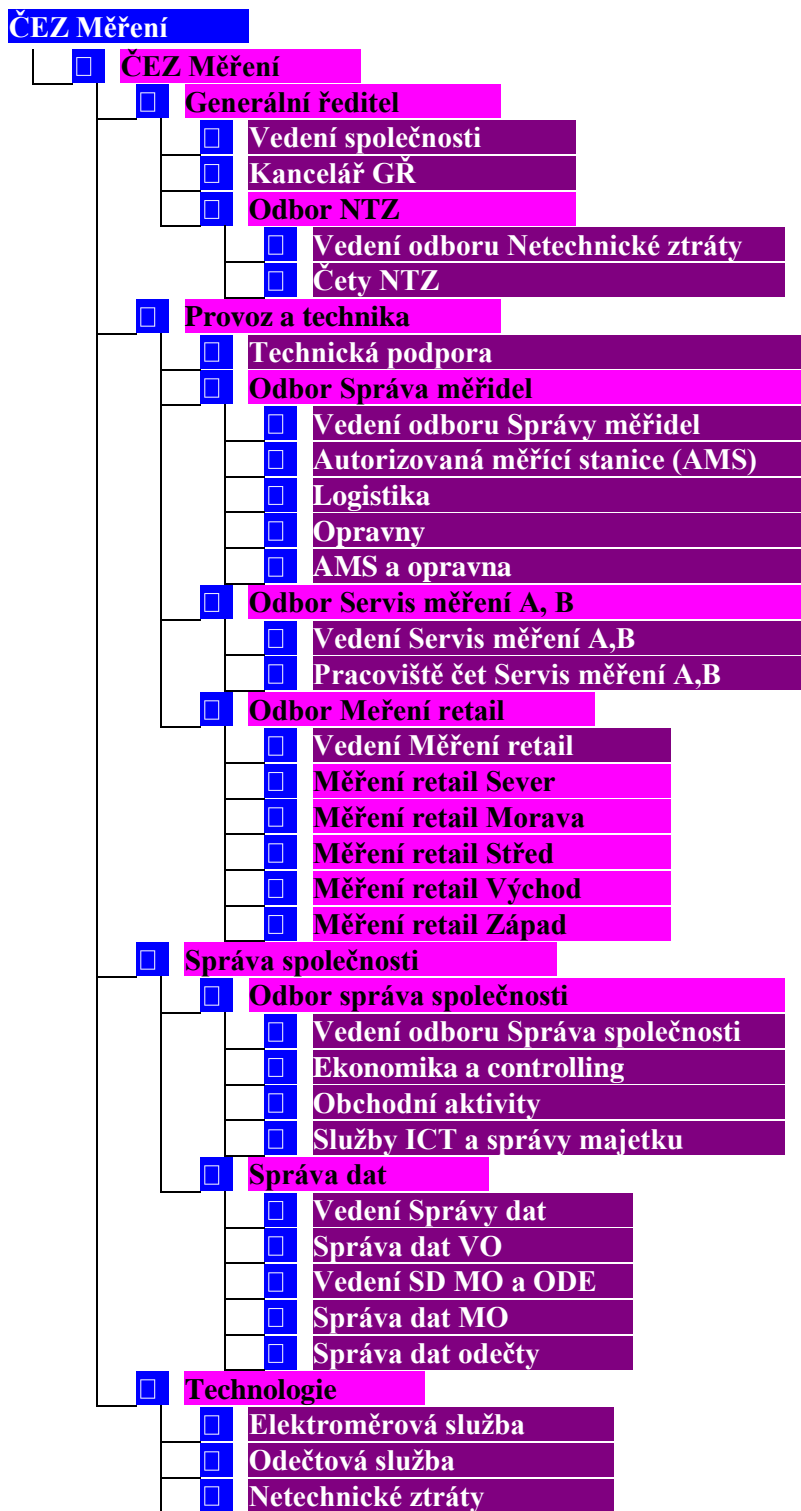 ČEZ Měření
ČEZ Měření
Generální ředitel
Vedení společnosti
Kancelář GŘ
Odbor NTZ
Vedení odboru Netechnické ztráty
Čety NTZ
Provoz a technika
Technická podpora
Odbor Správa měřidel
Vedení odboru Správy měřidel
Autorizovaná měřící stanice (AMS)
Logistika
Opravny
AMS a opravna
Odbor Servis měření A, B
Vedení Servis měření A,B
Pracoviště čet Servis měření A,B
Odbor Meření retail
Vedení Měření retail
Měření retail Sever
Měření retail Morava
Měření retail Střed
Měření retail Východ
Měření retail Západ
Správa společnosti
Odbor správa společnosti
Vedení odboru Správa společnosti
Ekonomika a controlling
Obchodní aktivity
Služby ICT a správy majetku
Správa dat
Vedení Správy dat
Správa dat VO
Vedení SD MO a ODE
Správa dat MO
Správa dat odečty
Technologie
Elektroměrová služba
Odečtová služba
Netechnické ztráty